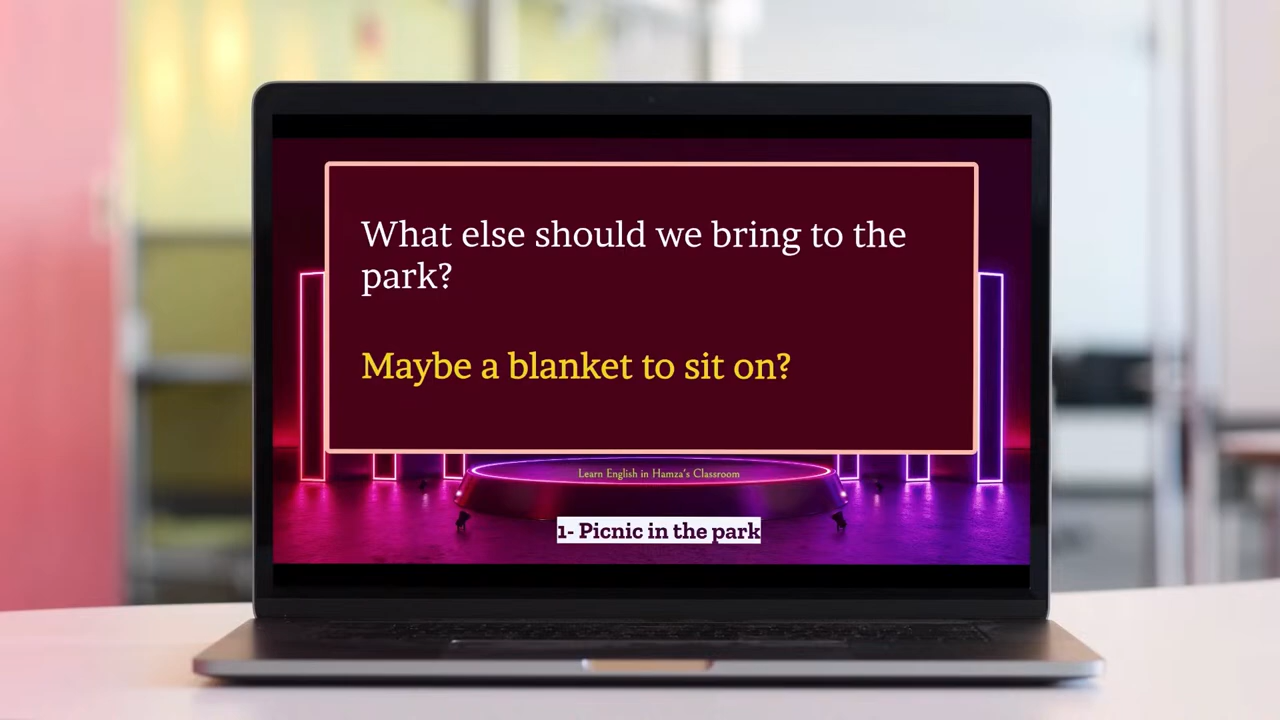 What else should we bring to the
park?
Maybe a blanket to sit on?
Learn English in Hamza's Classroom
1- Picnic in the park